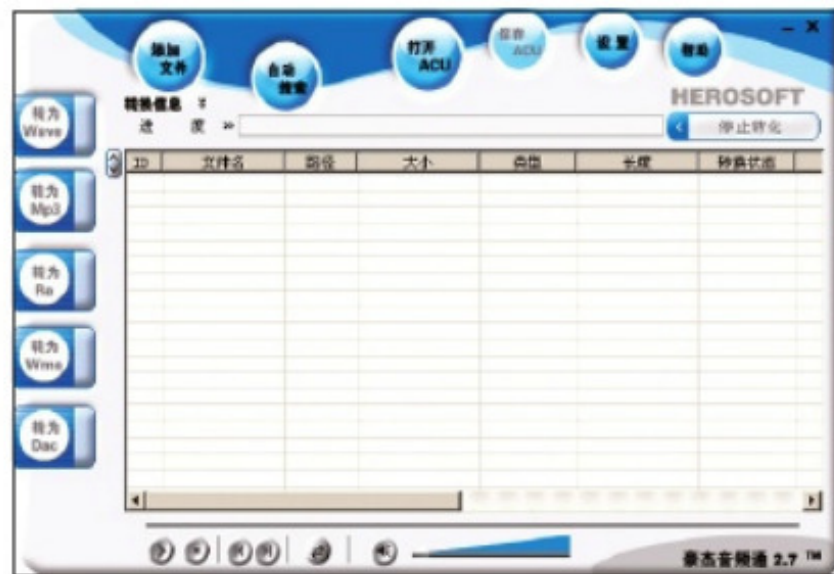 添加
文件
自动
搜索
打开
ACU
保存
ACU
设置
帮助
HEROSOFT
转换信息
进 度 »
停止转化
转为
Wave
转为
Mp3
转为
Ra
转为
Wma
转为
Dac
ID 文件名 路径 大小 类型 长度 转换状态
豪杰音频通 2.7 TM